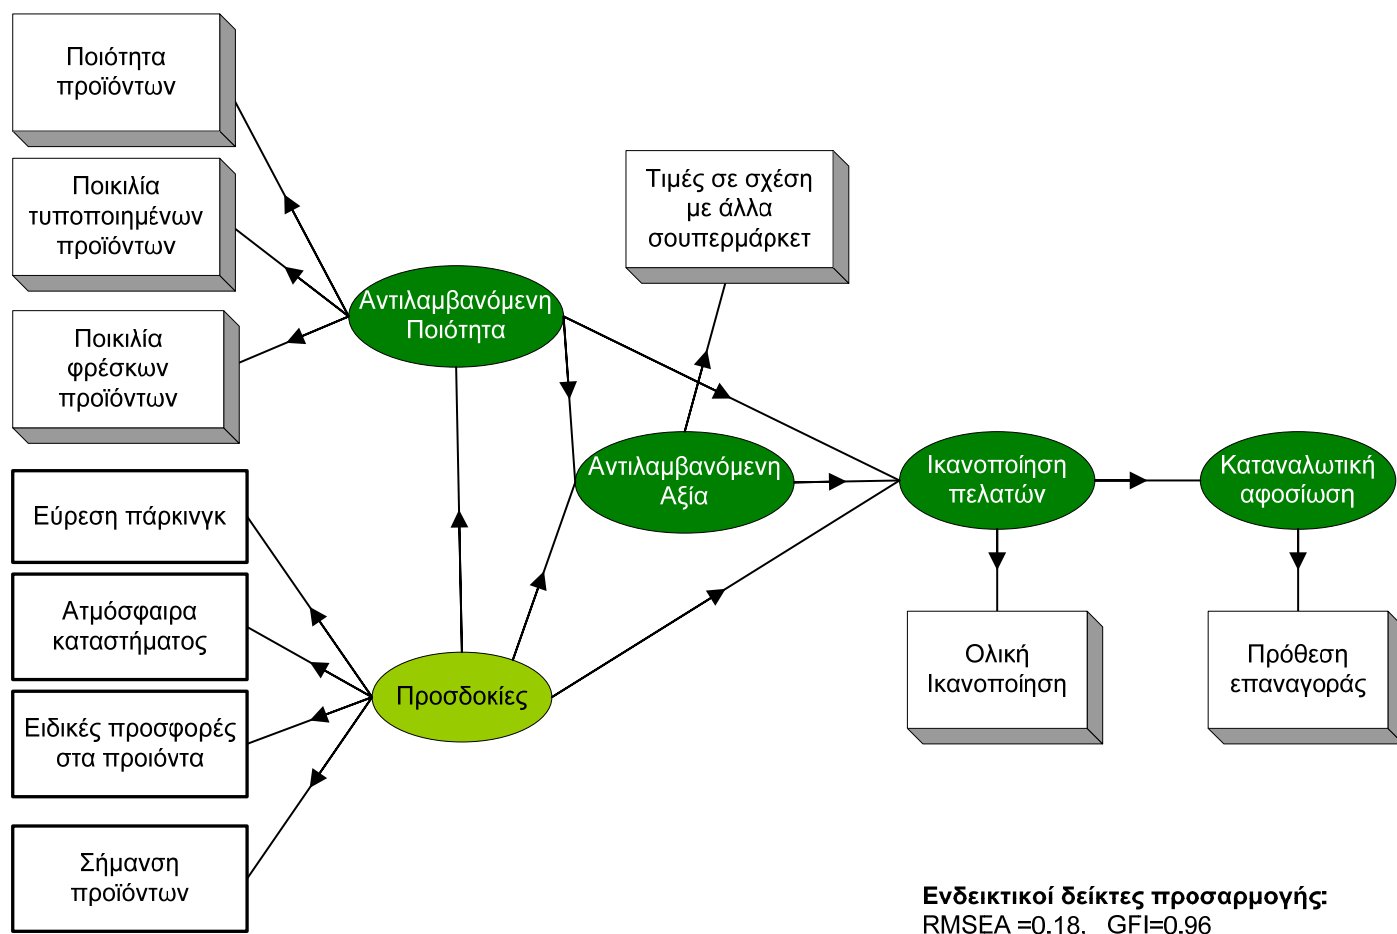 Ποιότητα
προϊόντων
Ποικιλία
τυποποιημένων
προϊόντων
Ποικιλία
φρέσκων
προϊόντων
Τιμές σε σχέση
με άλλα
σουπερμάρκετ
Αντιλαμβανόμενη
Ποιότητα
Αντιλαμβανόμενη
Αξία
Ικανοποίηση
πελατών
Καταναλωτική
αφοσίωση
Εύρεση πάρκινγκ
Ατμόσφαιρα
καταστήματος
Ειδικές προσφορές
στα προιόντα
Σήμανση
προϊόντων
Προσδοκίες
Ολική
Ικανοποίηση
Πρόθεση
επαναγοράς
Ενδεικτικοί δείκτες προσαρμογής:
RMSEA =0.18, GFI=0.96